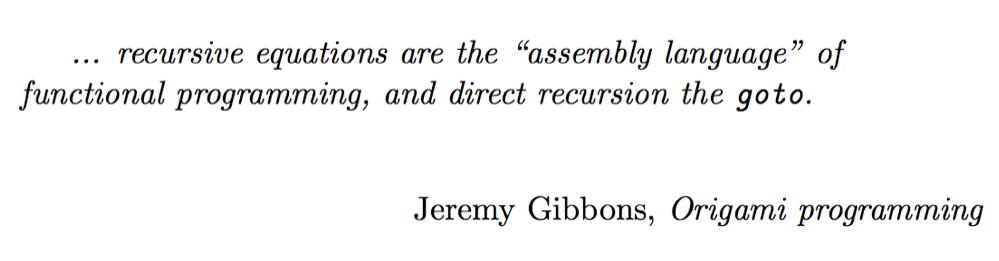 ... recursive equations are the “assembly language” of
functional programming, and direct recursion the goto.
Jeremy Gibbons, Origami programming